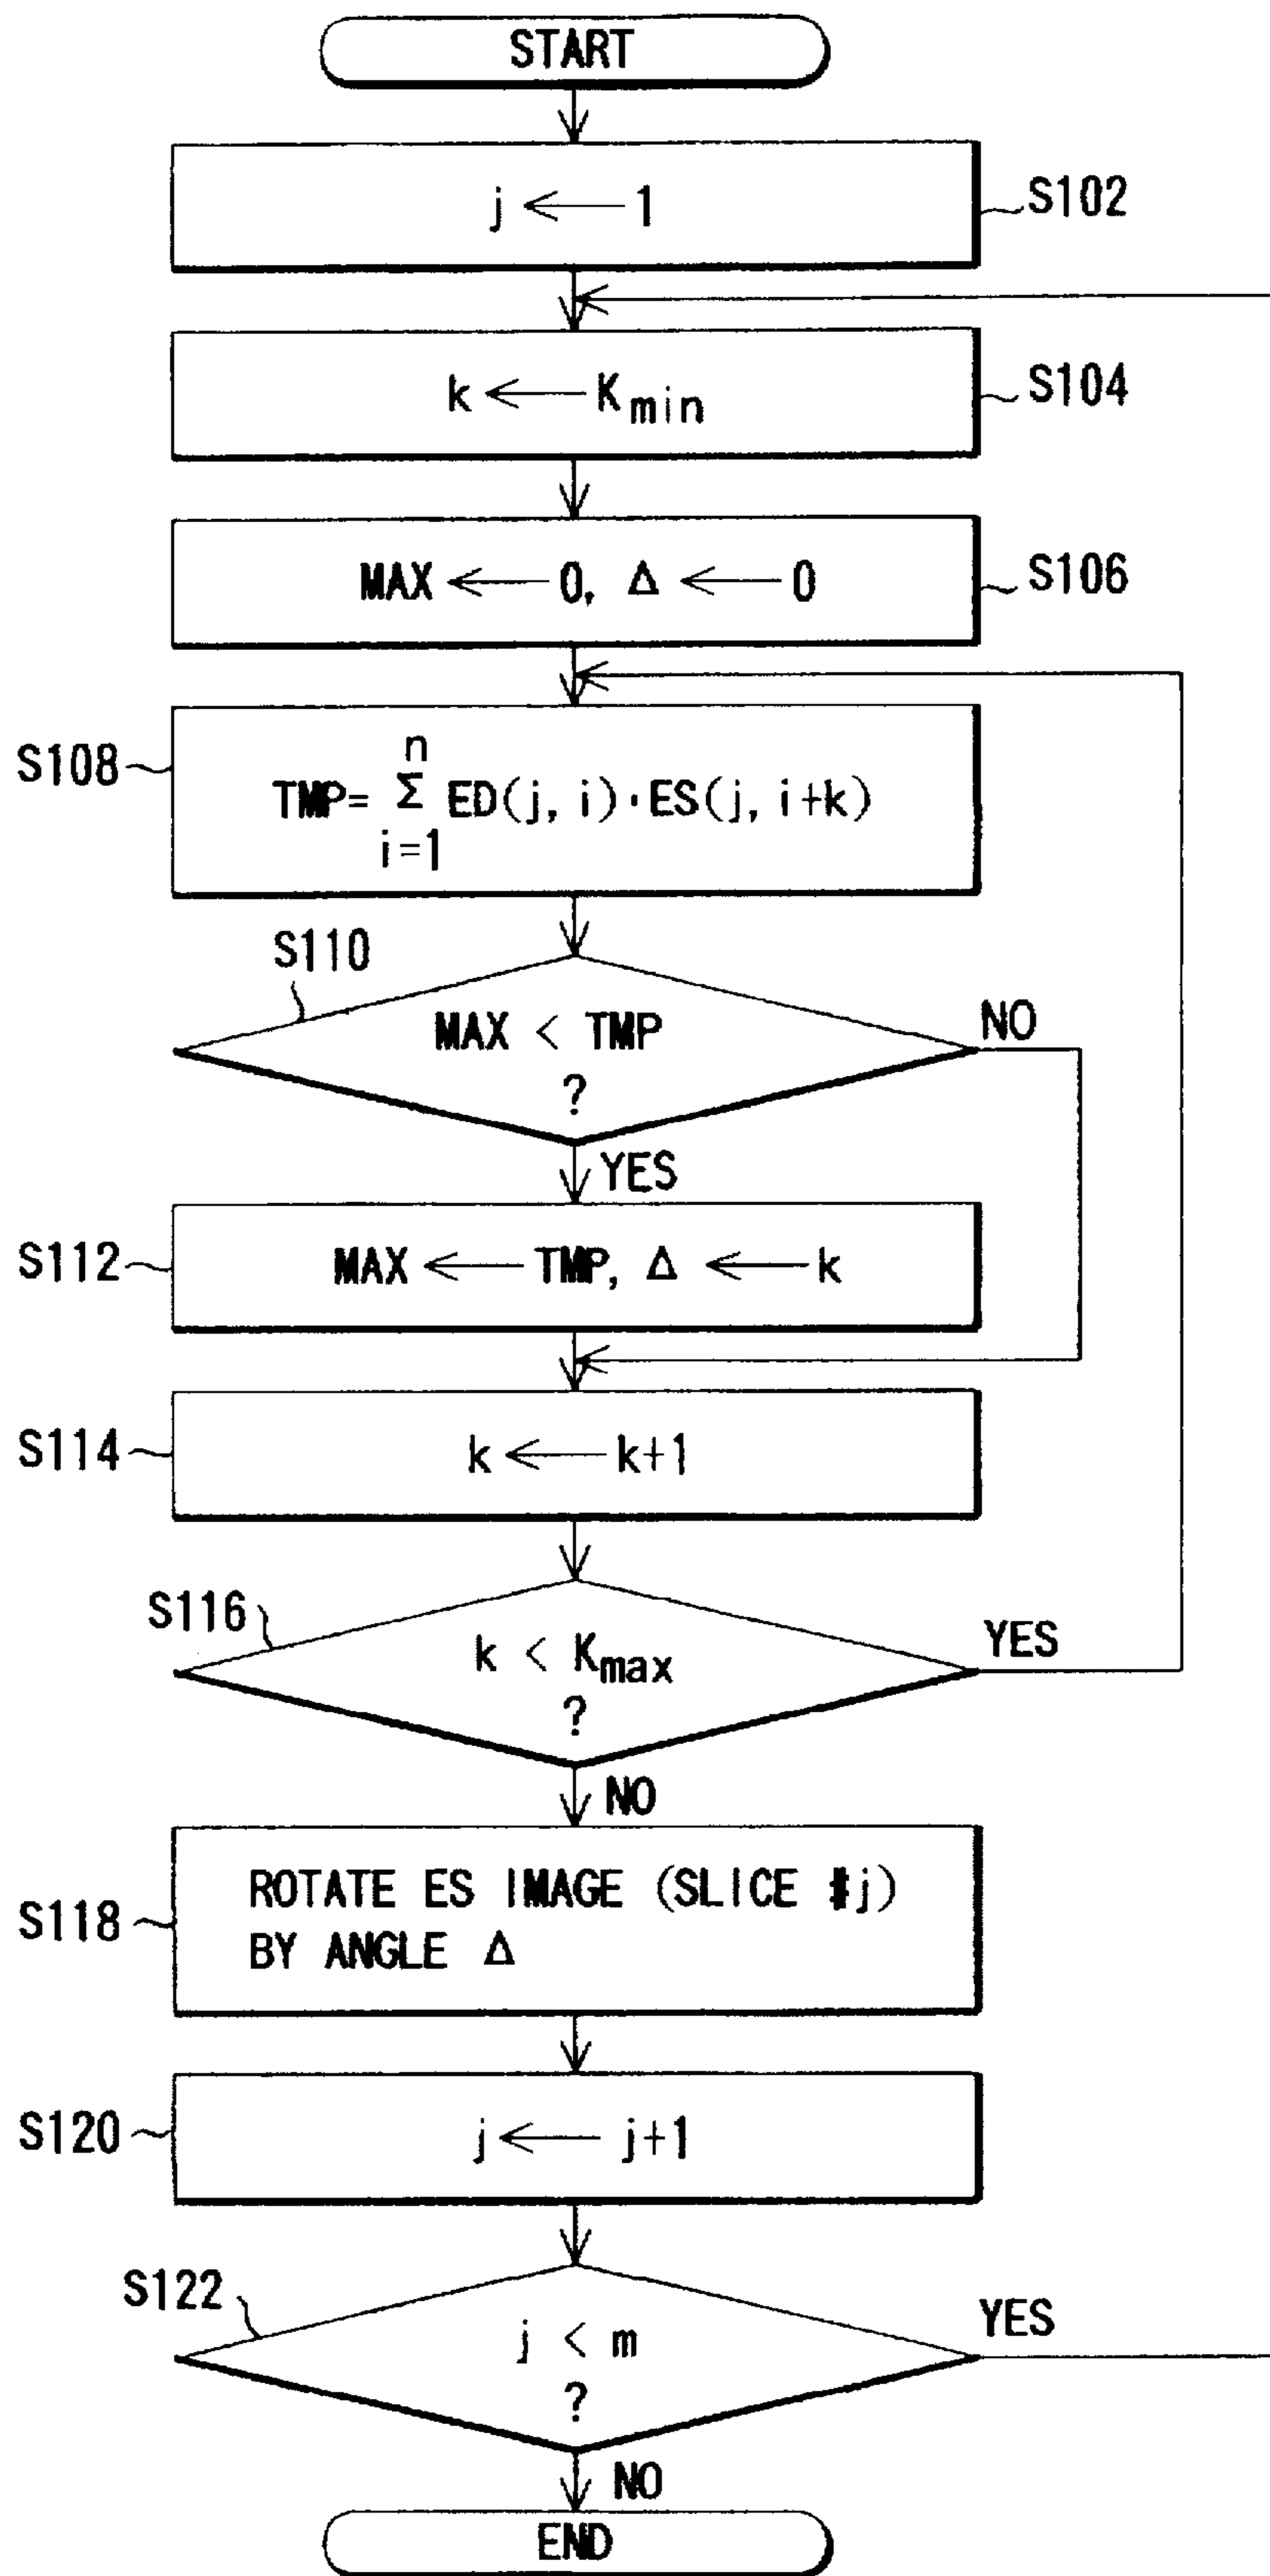 START
j ← 1
S102
k ← Kmin
S104
MAX ← 0, Δ ← 0
S106
S108
n
TMP= Σ ED(j, i)·ES(j, i+k)
i=1
S110
MAX < TMP
?
NO
YES
S112
MAX ← TMP, Δ ← k
S114
k ← k+1
S116
k < Kmax
?
YES
NO
S118
ROTATE ES IMAGE (SLICE #j)
BY ANGLE Δ
S120
j ← j+1
S122
j < m
?
YES
NO
END